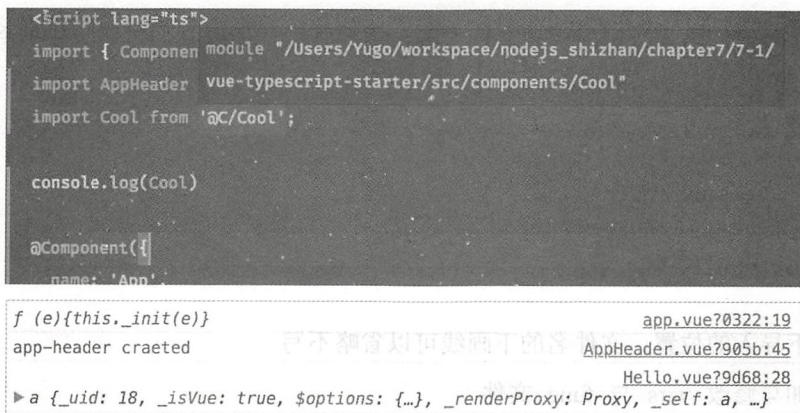 <script lang="ts">
import { Componen
module "/Users/Yugo/workspace/nodejs_shizhan/chapter7/7-1/
import AppHeader
vue-typescript-starter/src/components/Cool"
import Cool from '@C/Cool';
console.log(Cool)
@Component({
name: 'App',
ƒ (e){this._init(e)} app.vue?0322:19
app-header craeted AppHeader.vue?905b:45
Hello.vue?9d68:28
▶ a {_uid: 18, _isVue: true, $options: {…}, _renderProxy: Proxy, _self: a, …}